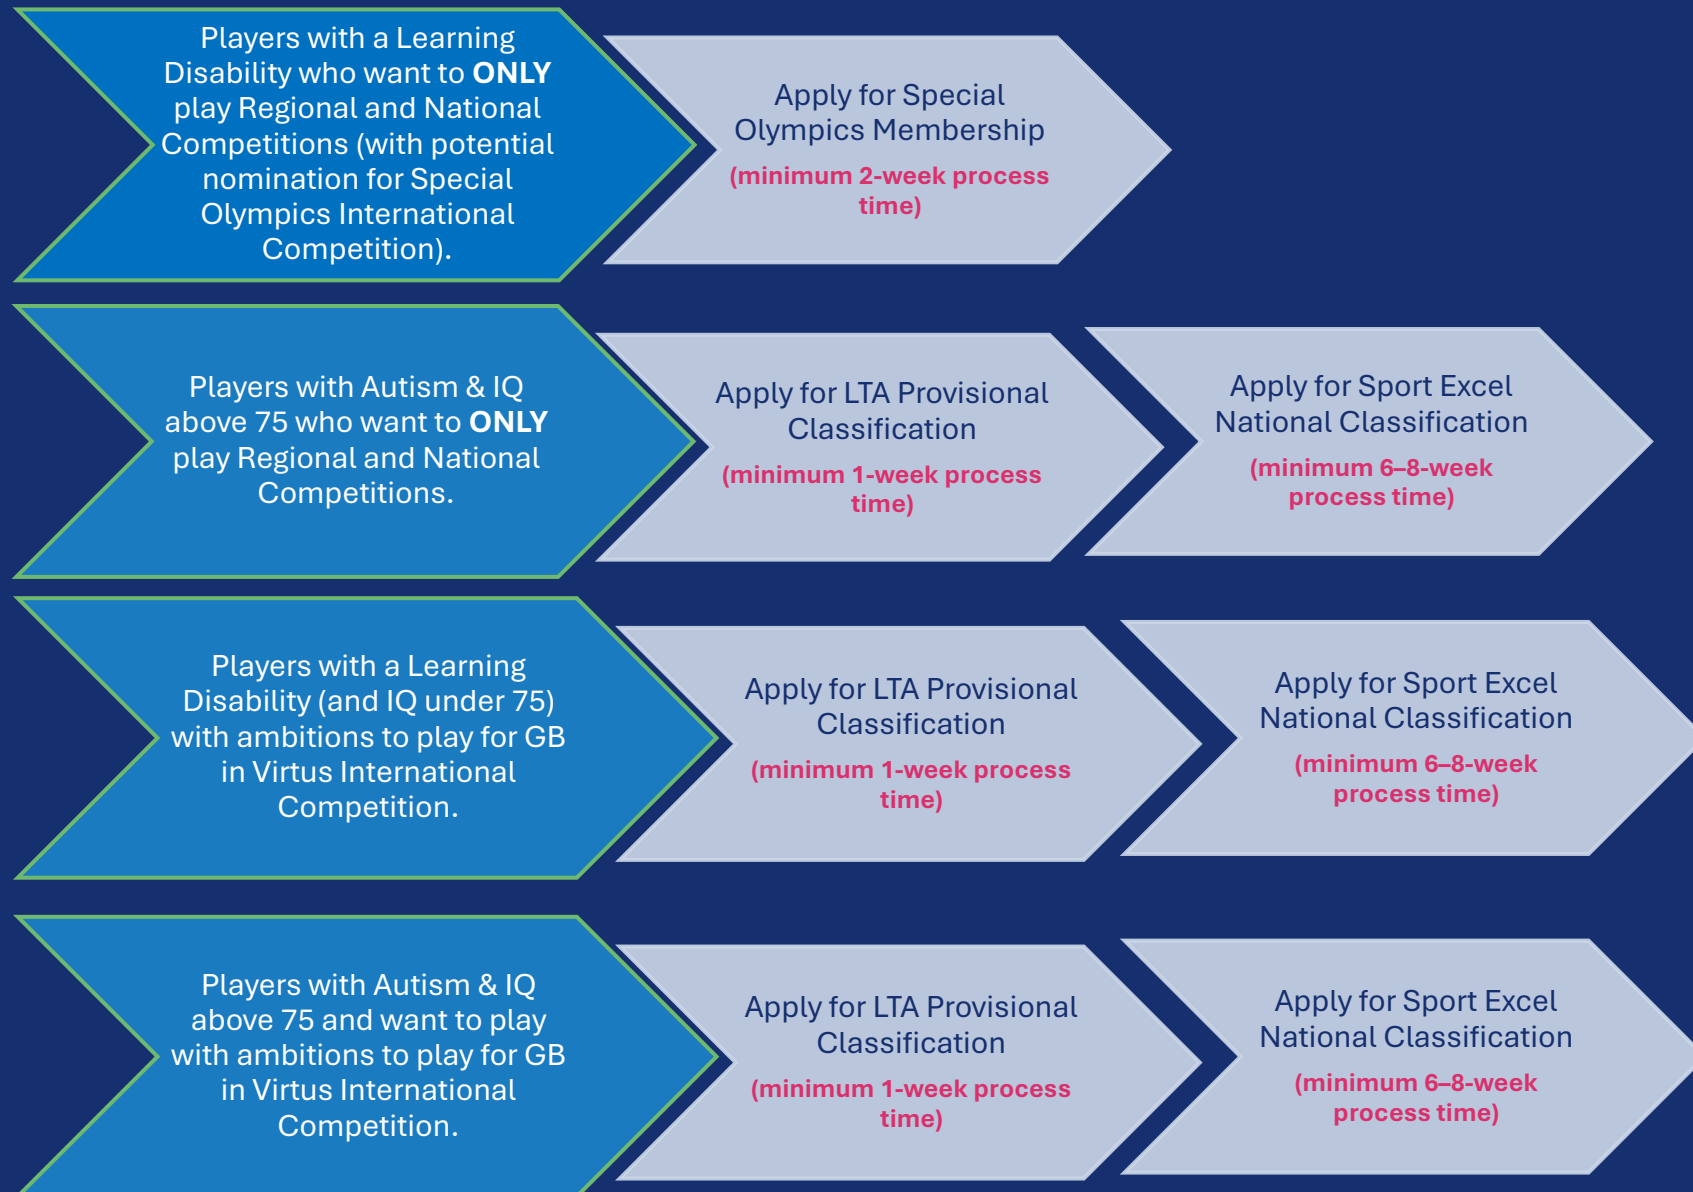 Players with a Learning
Disability who want to ONLY
play Regional and National
Competitions (with potential
nomination for Special
Olympics International
Competition).
Apply for Special
Olympics Membership
(minimum 2-week process
time)
Players with Autism & IQ
above 75 who want to ONLY
play Regional and National
Competitions.
Apply for LTA Provisional
Classification
(minimum 1-week process
time)
Apply for Sport Excel
National Classification
(minimum 6–8-week
process time)
Players with a Learning
Disability (and IQ under 75)
with ambitions to play for GB
in Virtus International
Competition.
Apply for LTA Provisional
Classification
(minimum 1-week process
time)
Apply for Sport Excel
National Classification
(minimum 6–8-week
process time)
Players with Autism & IQ
above 75 and want to play
with ambitions to play for GB
in Virtus International
Competition.
Apply for LTA Provisional
Classification
(minimum 1-week process
time)
Apply for Sport Excel
National Classification
(minimum 6–8-week
process time)